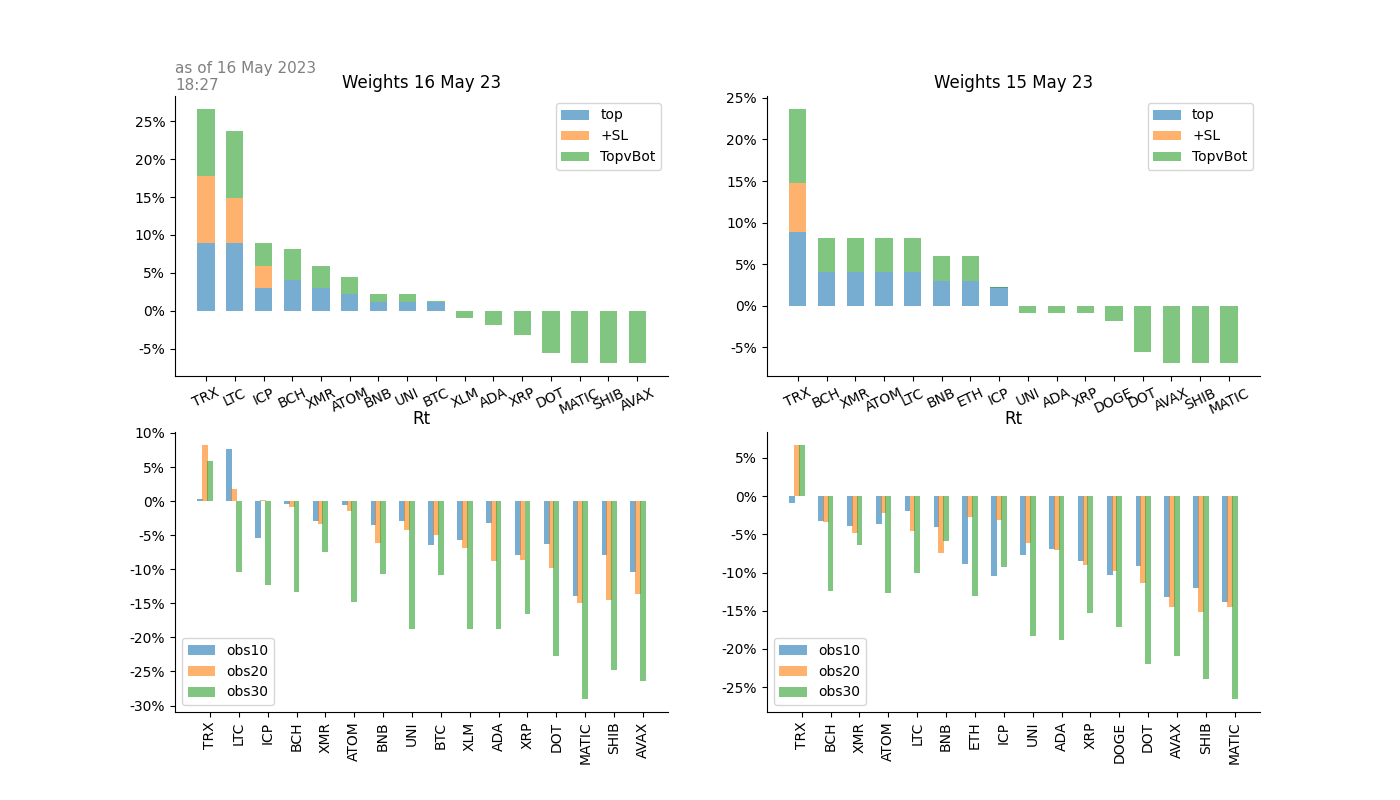 as of 16 May 2023
18:27
Weights 16 May 23
25%
20%
15%
10%
5%
0%
-5%
top
+SL
TopvBot
TRX LTC ICP BCH XMR ATOM BNB UNI BTC XLM ADA XRP DOT MATIC SHIB AVAX
Weights 15 May 23
25%
20%
15%
10%
5%
0%
-5%
top
+SL
TopvBot
TRX BCH XMR ATOM LTC BNB ETH ICP UNI ADA XRP DOGE DOT AVAX SHIB MATIC
Rt
10%
5%
0%
-5%
-10%
-15%
-20%
-25%
-30%
obs10
obs20
obs30
TRX LTC ICP BCH XMR ATOM BNB UNI BTC XLM ADA XRP DOT MATIC SHIB AVAX
Rt
5%
0%
-5%
-10%
-15%
-20%
-25%
obs10
obs20
obs30
TRX BCH XMR ATOM LTC BNB ETH ICP UNI ADA XRP DOGE DOT AVAX SHIB MATIC